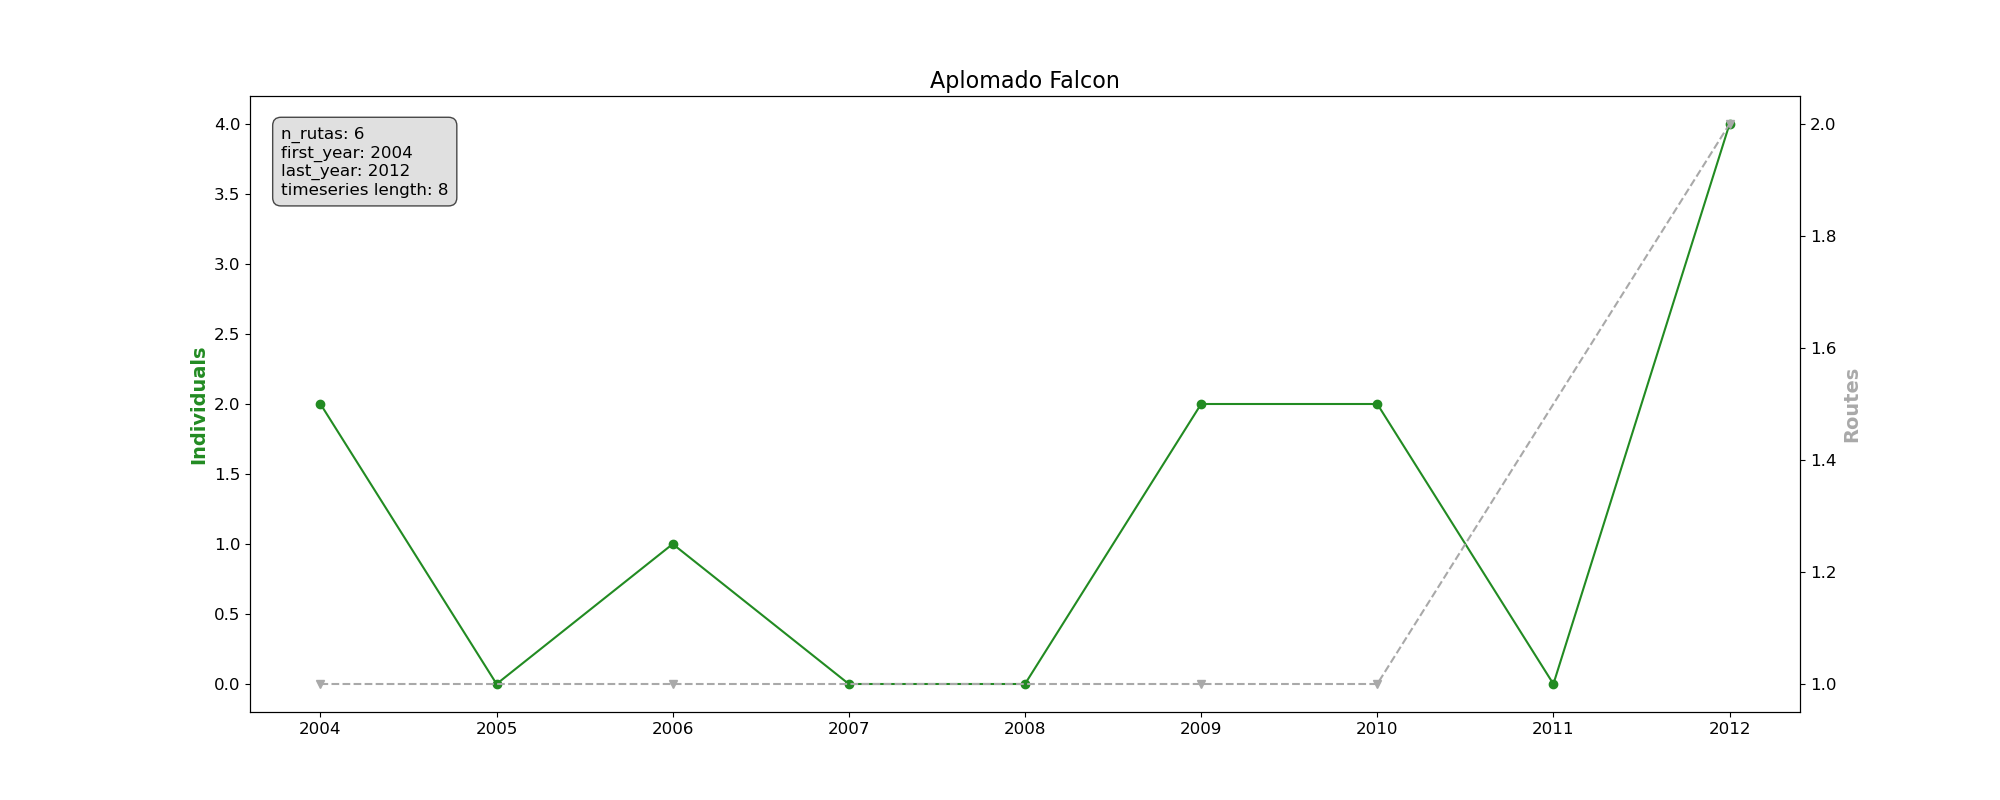 Aplomado Falcon
n_rutas: 6
first_year: 2004
last_year: 2012
timeseries length: 8
Individuals
4.0
3.5
3.0
2.5
2.0
1.5
1.0
0.5
0.0
2.0
1.8
1.6
1.4
1.2
1.0
Routes
2004 2005 2006 2007 2008 2009 2010 2011 2012